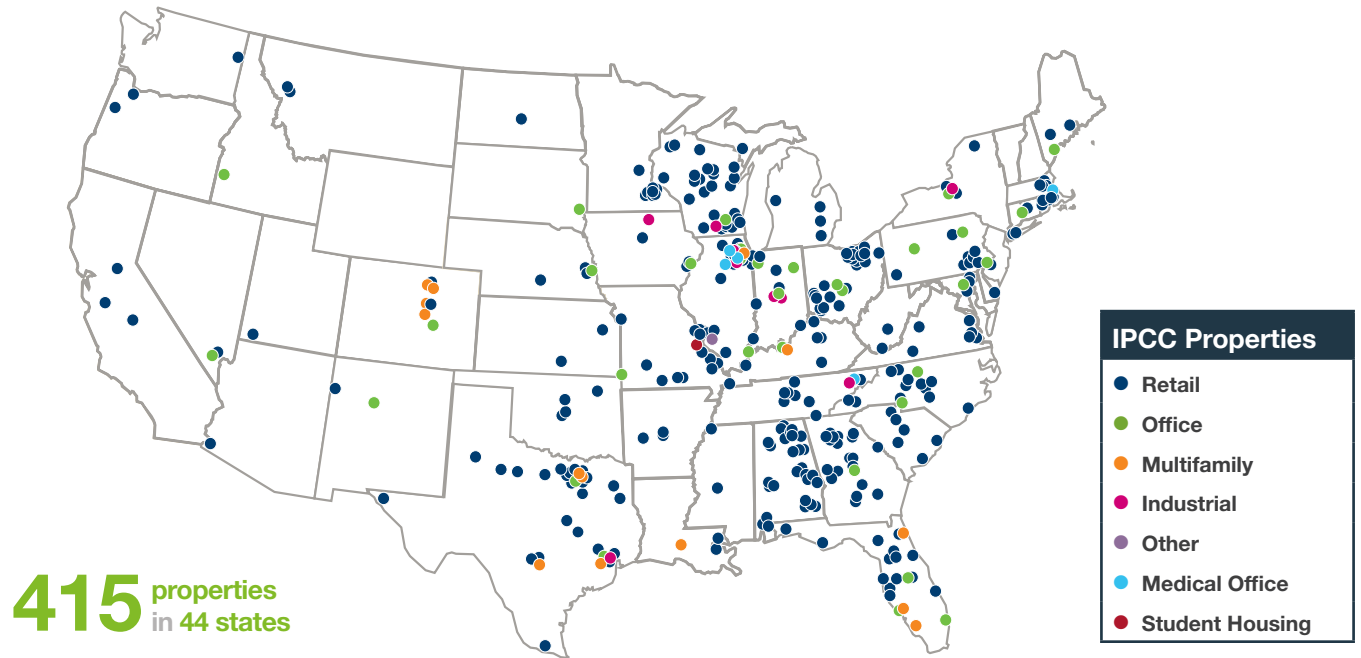 IPCC Properties
Retail
Office
Multifamily
Industrial
Other
Medical Office
Student Housing
415 properties
in 44 states